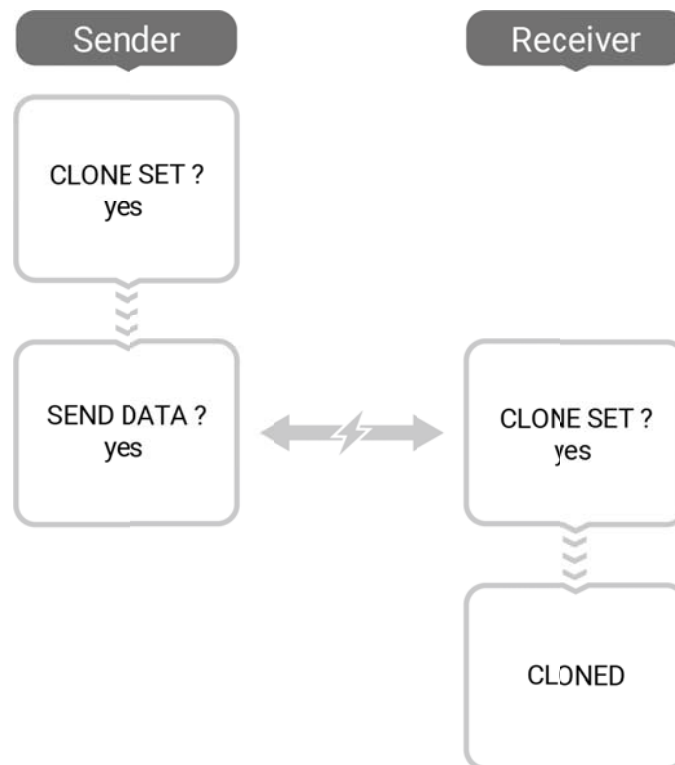 Sender
Receiver
CLONE SET ?
yes
SEND DATA ?
yes
CLONE SET ?
yes
CLONED